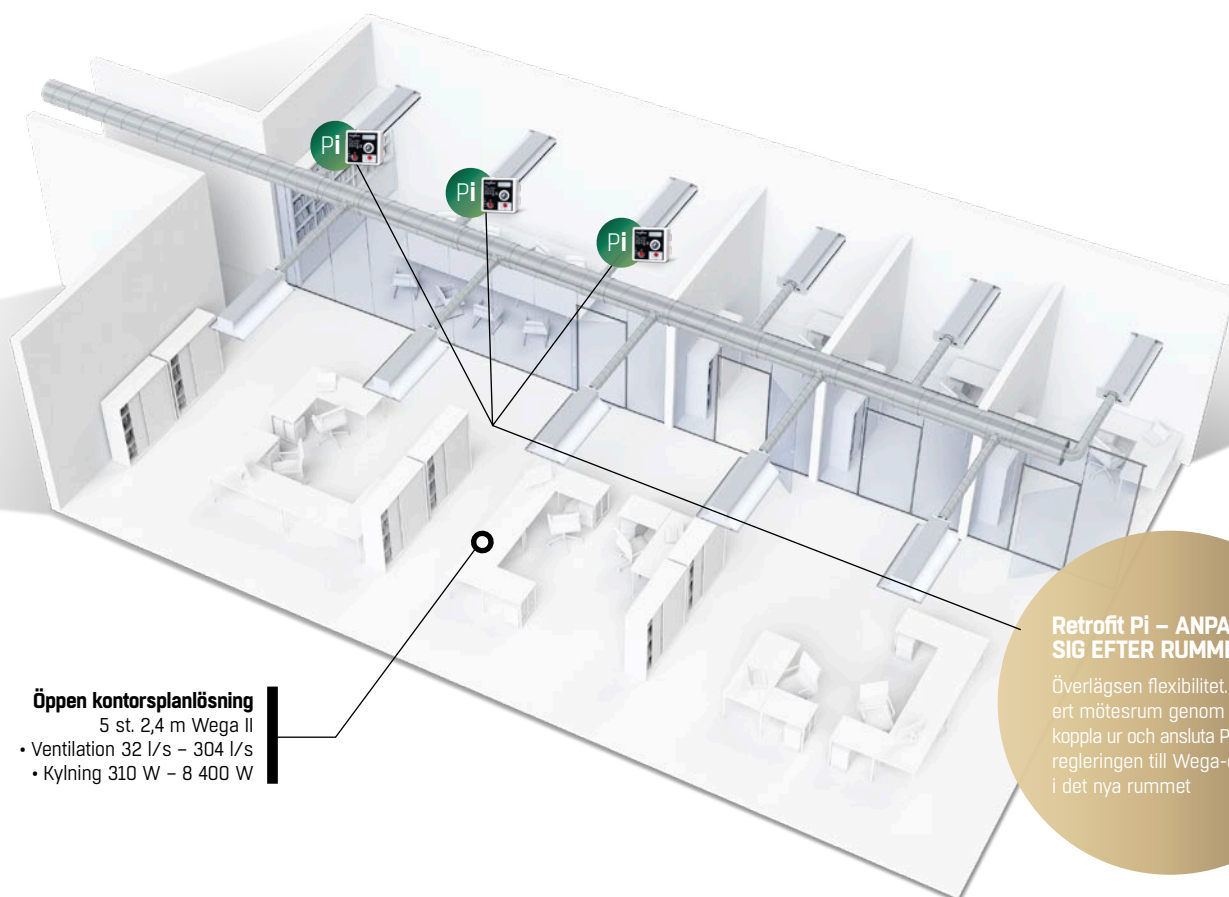 Pi
Pi
Pi
Öppen kontorsplanlösning
5 st. 2,4 m Wega II
• Ventilation 32 l/s – 304 l/s
• Kylning 310 W – 8 400 W
Retrofit Pi – ANPA
SIG EFTER RUMME
Överlägsen flexibilitet.
ert mötesrum genom
koppla ur och ansluta P
regleringen till Wega-
i det nya rummet